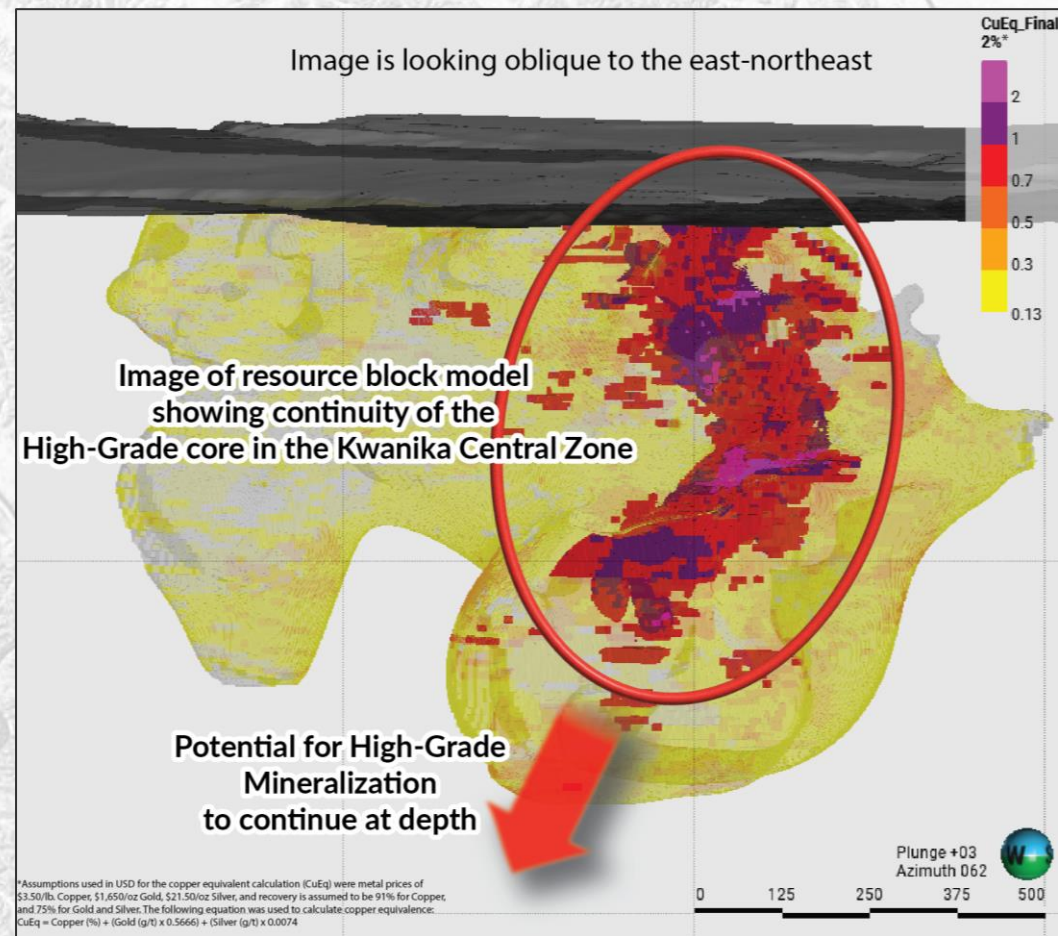 CuEq_Final
2%*
Image is looking oblique to the east-northeast
2
1
0.7
0.5
0.3
0.13
Image of resource block model
showing continuity of the
High-Grade core in the Kwanika Central Zone
Potential for High-Grade
Mineralization
to continue at depth
Plunge +03
Azimuth 062
W S
0 125 250 375 500
*Assumptions used in USD for the copper equivalent calculation (CuEq) were metal prices of
$3.50/lb. Copper, $1,650/oz Gold, $21.50/oz Silver, and recovery is assumed to be 91% for Copper,
and 75% for Gold and Silver. The following equation was used to calculate copper equivalence:
CuEq = Copper (%) + (Gold (g/t) x 0.5666) + (Silver (g/t) x 0.0074